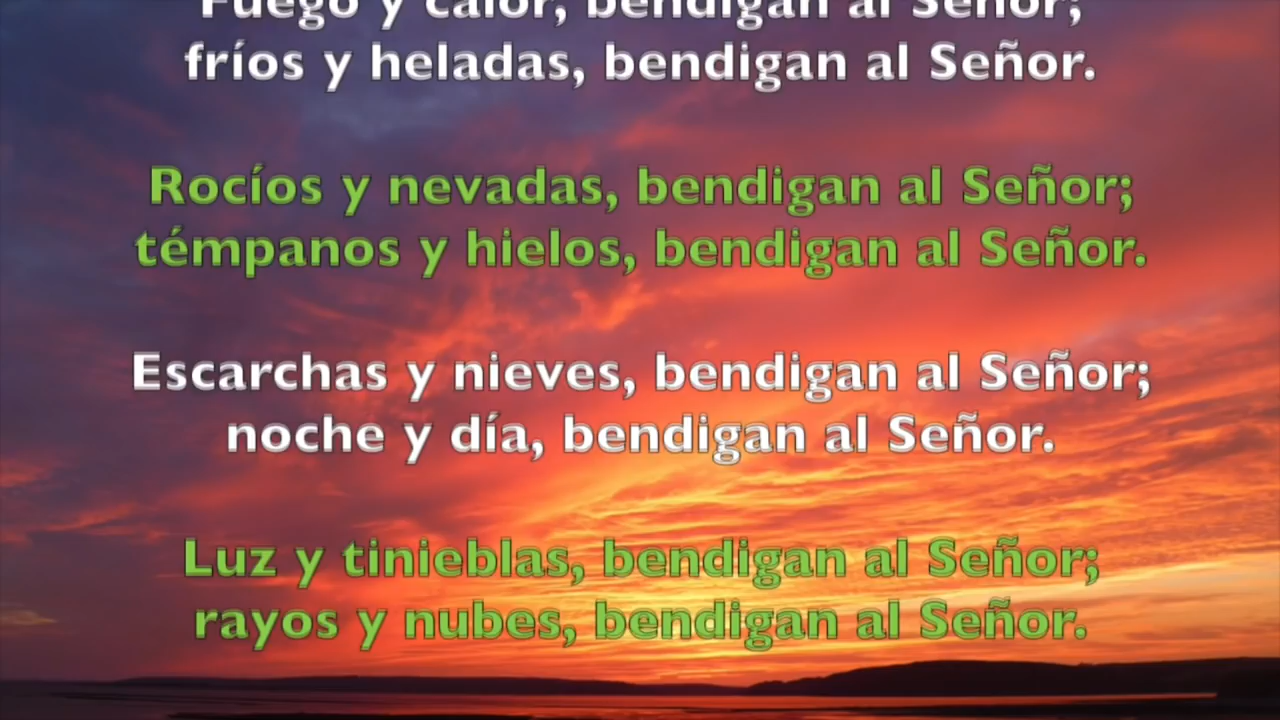 Fuego y calor, bendigan al Señor;
fríos y heladas, bendigan al Señor.
Rocíos y nevadas, bendigan al Señor;
témpanos y hielos, bendigan al Señor.
Escarchas y nieves, bendigan al Señor;
noche y día, bendigan al Señor.
Luz y tinieblas, bendigan al Señor;
rayos y nubes, bendigan al Señor.